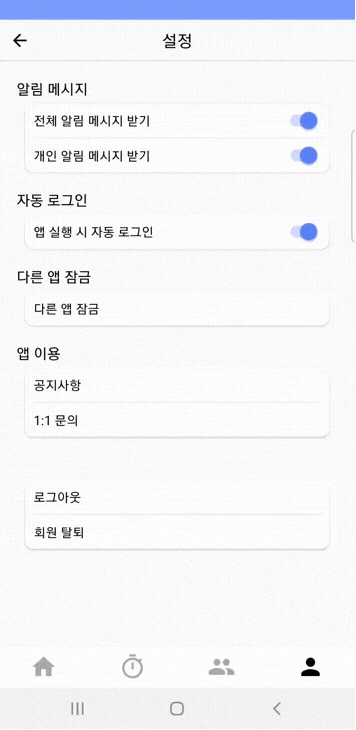 설정
알림 메시지
전체 알림 메시지 받기
개인 알림 메시지 받기
자동 로그인
앱 실행 시 자동 로그인
다른 앱 잠금
다른 앱 잠금
앱 이용
공지사항
1:1 문의
로그아웃
회원 탈퇴